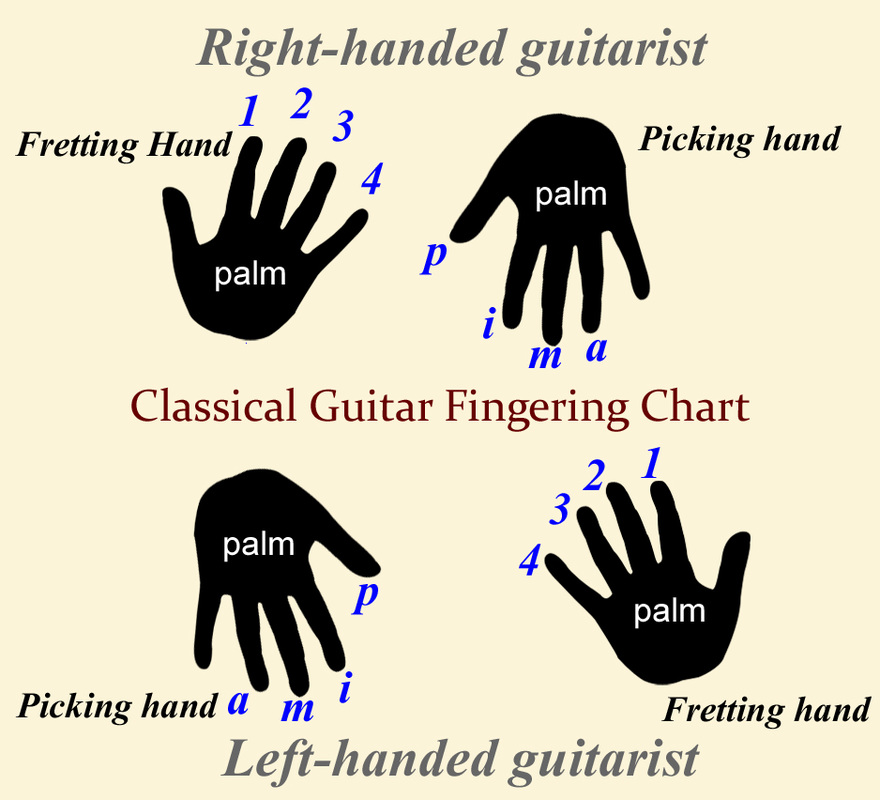 Right-handed guitarist
1
2
3
4
Fretting Hand
palm
Picking hand
palm
p
i
m
a
Classical Guitar Fingering Chart
palm
p
i
m
a
Picking hand
1
2
3
4
palm
Fretting hand
Left-handed guitarist